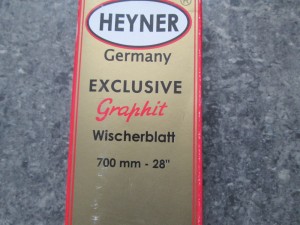 ®
HEYNER
Germany
EXCLUSIVE
Graphit
Wischerblatt
700 mm - 28"